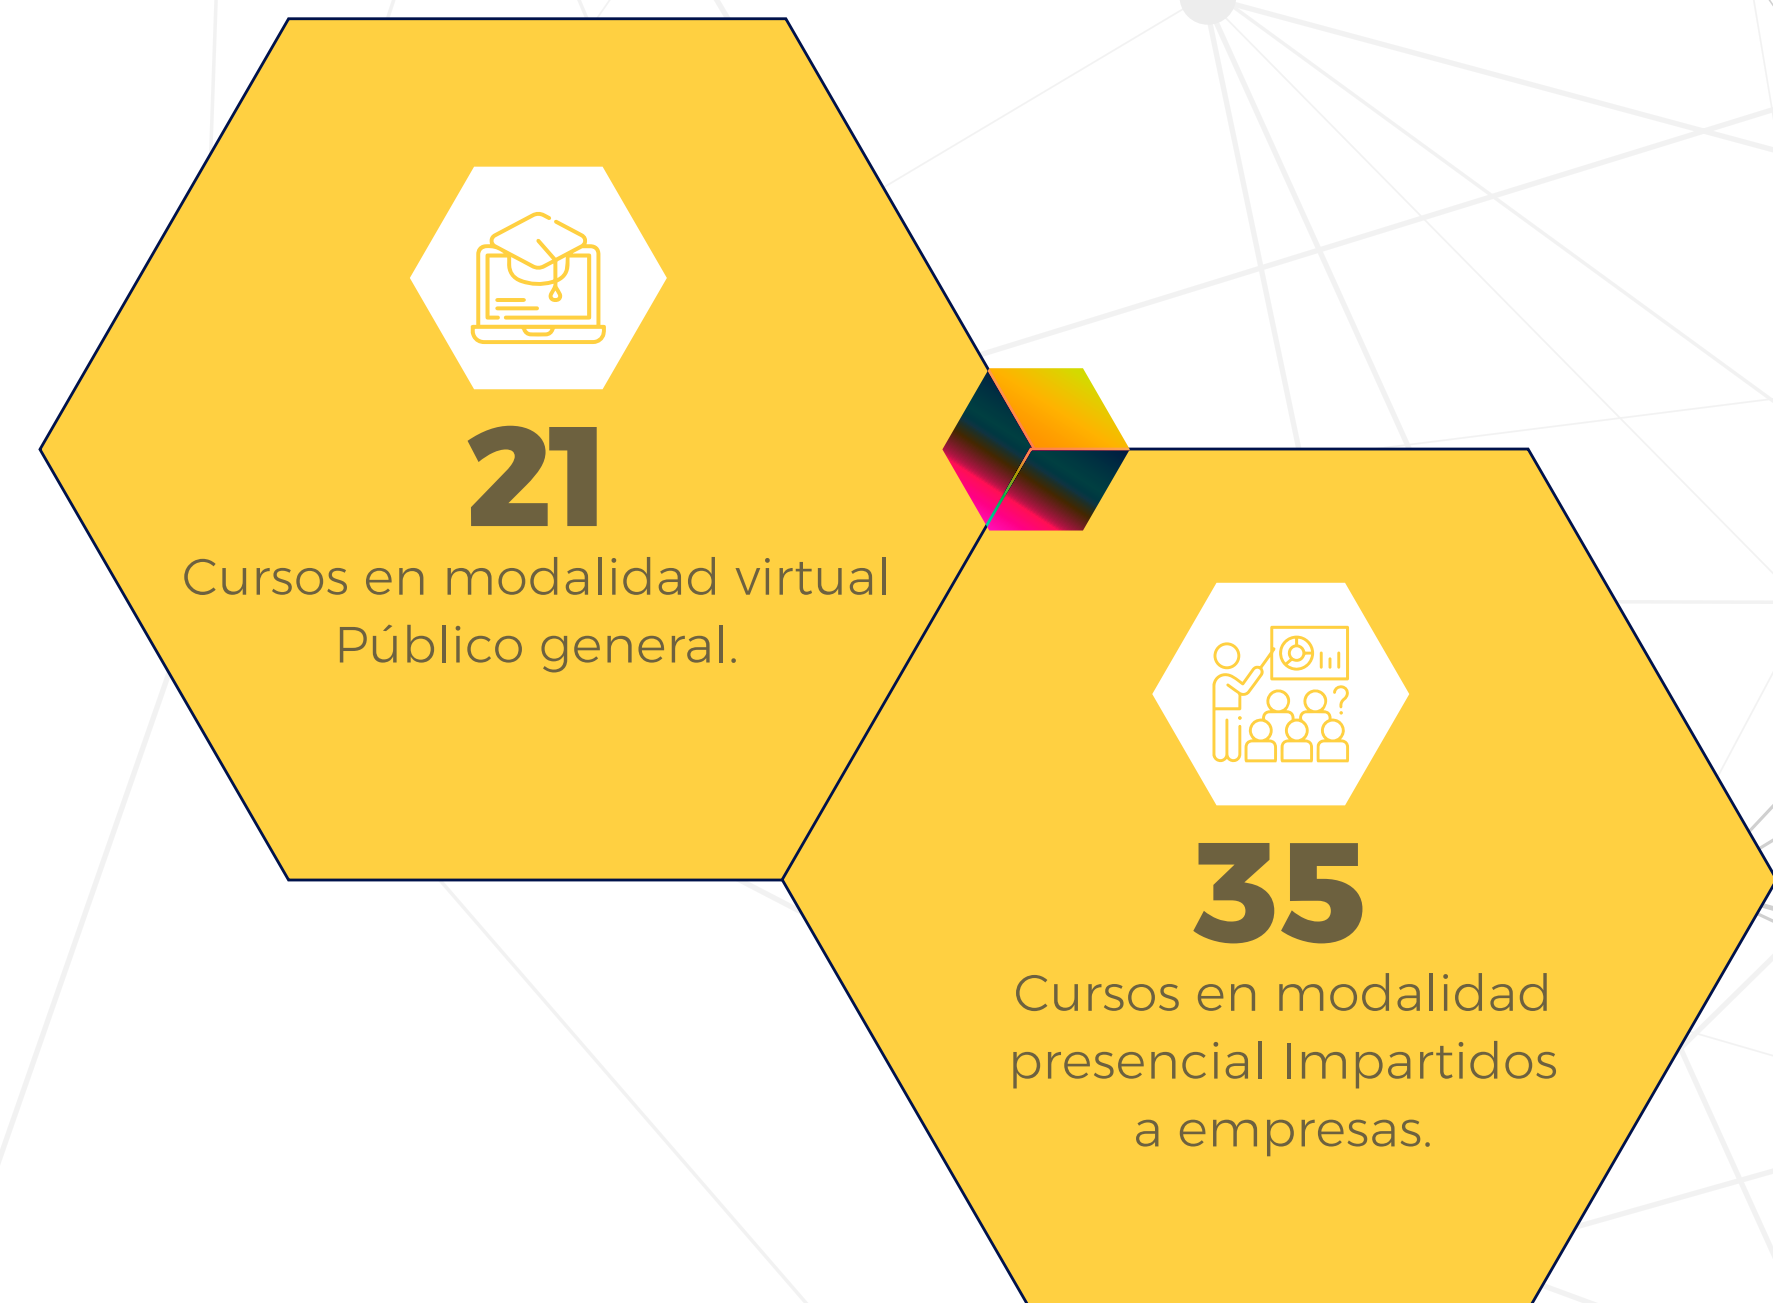 21
Cursos en modalidad virtual
Público general.
35
Cursos en modalidad
presencial Impartidos
a empresas.